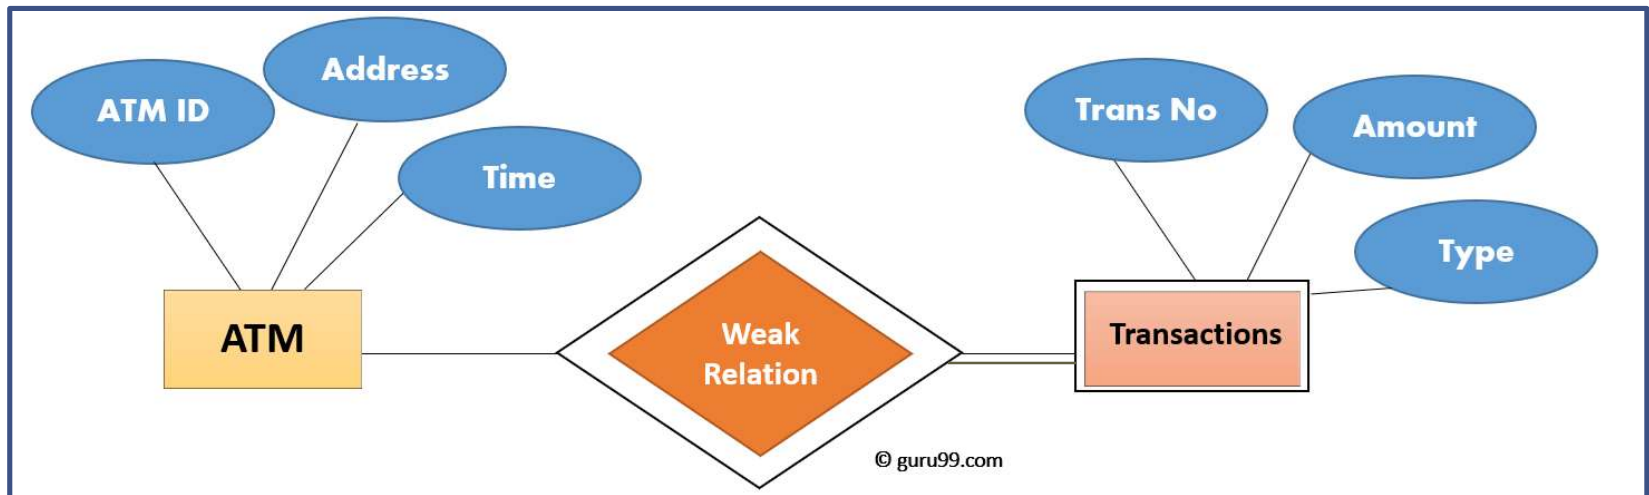 Address
ATM ID
Time
Trans No
Amount
Type
ATM
Weak
Relation
Transactions
© guru99.com